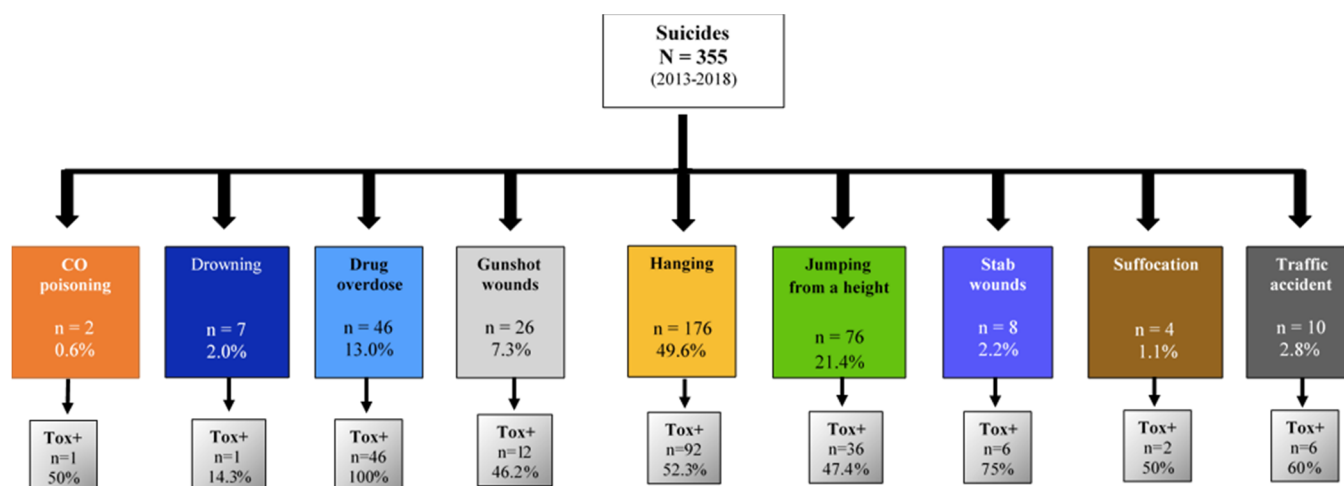 Suicides
N = 355
(2013-2018)
CO
poisoning
n = 2
0.6%
Drowning
n = 7
2.0%
Drug
overdose
n = 46
13.0%
Gunshot
wounds
n = 26
7.3%
Hanging
n = 176
49.6%
Jumping
from a height
n = 76
21.4%
Stab
wounds
n = 8
2.2%
Suffocation
n = 4
1.1%
Traffic
accident
n = 10
2.8%
Tox+
n=1
50%
Tox+
n=1
14.3%
Tox+
n=46
100%
Tox+
n=12
46.2%
Tox+
n=92
52.3%
Tox+
n=36
47.4%
Tox+
n=6
75%
Tox+
n=2
50%
Tox+
n=6
60%